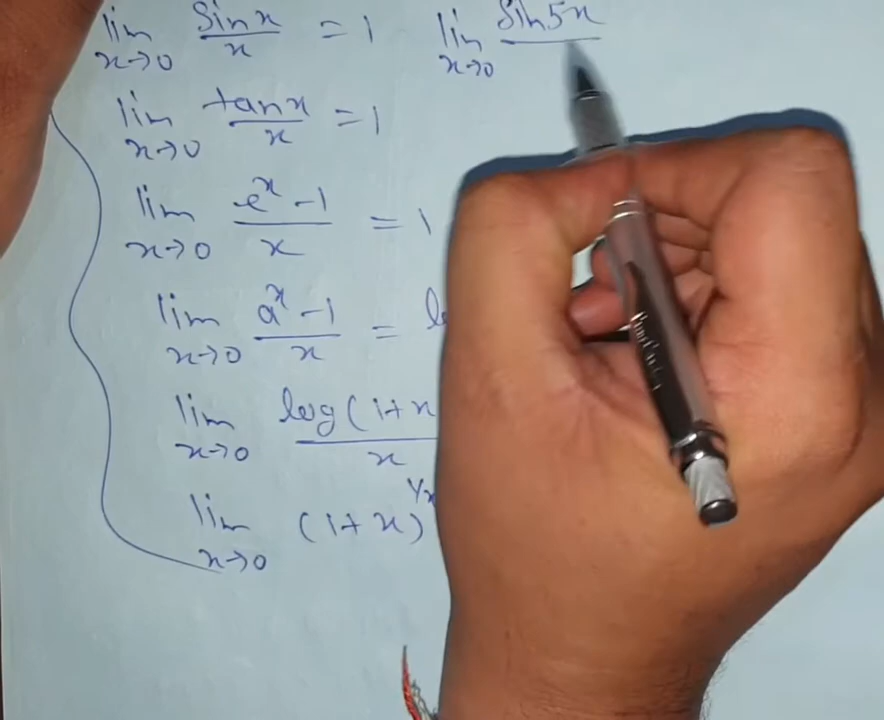 lim x→0 sinx/x = 1 lim x→0 sin5x/
lim x→0 tanx/x = 1
lim x→0 e^x -1/x = 1
lim x→0 a^x -1/x = l
lim x→0 log(1+x/x
lim x→0 (1+x)^1/x